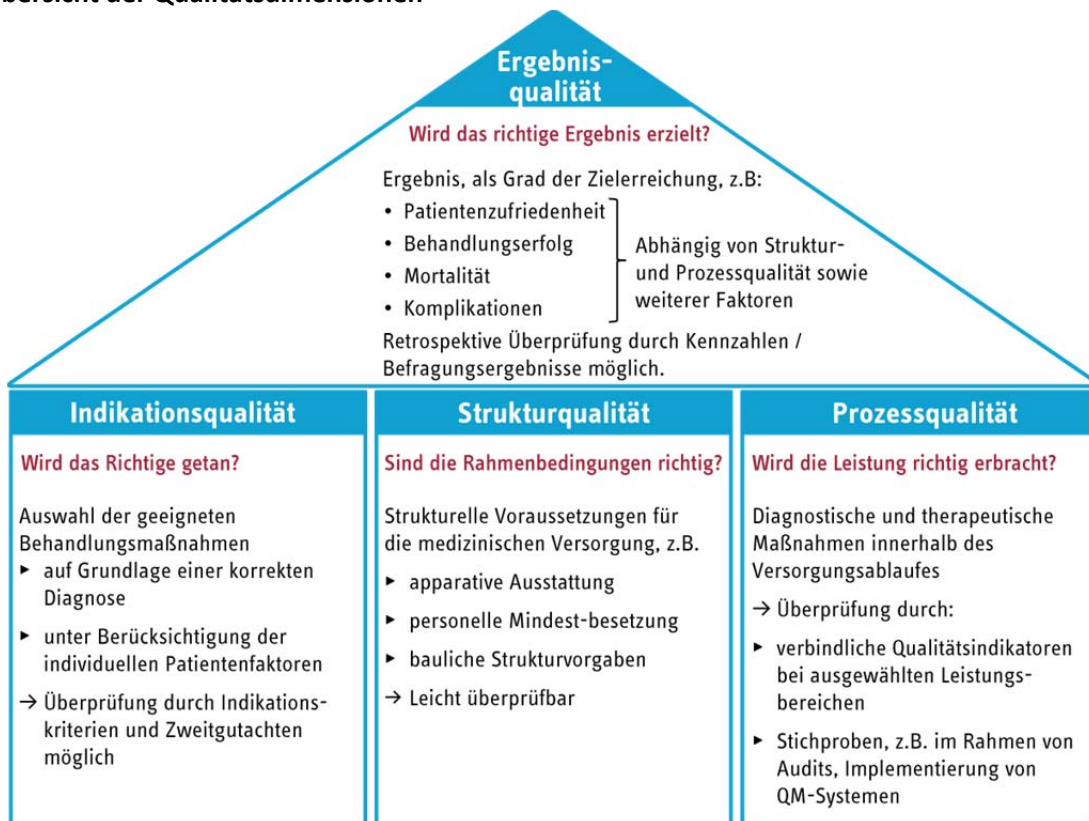 bersicht der Qualitätsdimensionen
Ergebnis-
qualität
Wird das richtige Ergebnis erzielt?
Ergebnis, als Grad der Zielerreichung, z.B:
• Patientenzufriedenheit
• Behandlungserfolg
• Mortalität
• Komplikationen
Abhängig von Struktur-
und Prozessqualität sowie
weiterer Faktoren
Retrospektive Überprüfung durch Kennzahlen /
Befragungsergebnisse möglich.
Indikationsqualität
Wird das Richtige getan?
Auswahl der geeigneten
Behandlungsmaßnahmen
▸ auf Grundlage einer korrekten
Diagnose
▸ unter Berücksichtigung der
individuellen Patientenfaktoren
→ Überprüfung durch Indikations-
kriterien und Zweitgutachten
möglich
Strukturqualität
Sind die Rahmenbedingungen richtig?
Strukturelle Voraussetzungen für
die medizinischen Versorgung, z.B.
▸ apparative Ausstattung
▸ personelle Mindest-besetzung
▸ bauliche Strukturvorgaben
→ Leicht überprüfbar
Prozessqualität
Wird die Leistung richtig erbracht?
Diagnostische und therapeutische
Maßnahmen innerhalb des
Versorgungsablaufes
→ Überprüfung durch:
▸ verbindliche Qualitätsindikatoren
bei ausgewählten Leistungs-
bereichen
▸ Stichproben, z.B. im Rahmen von
Audits, Implementierung von
QM-Systemen